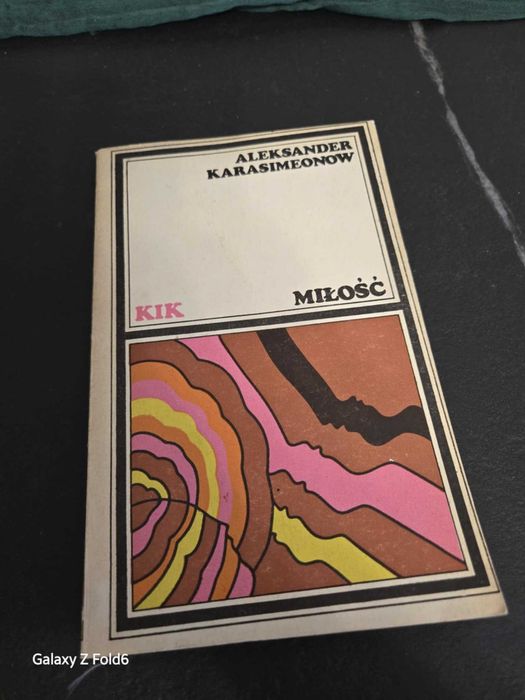 ALEKSANDER
KARASIMEONOW
MIŁOŚĆ
KIK
Galaxy Z Fold6